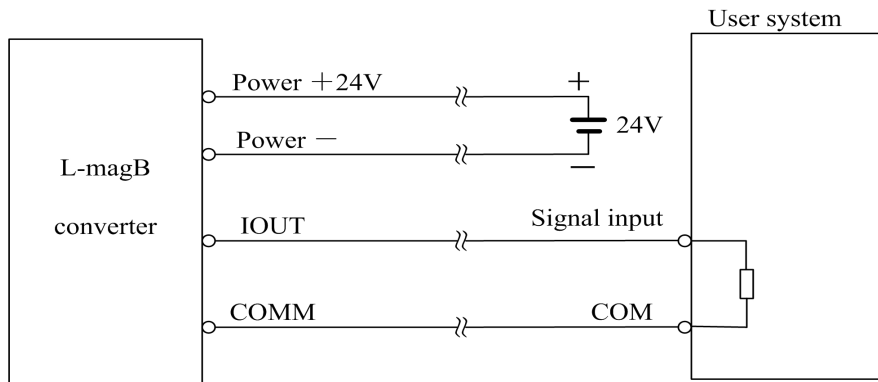 User system
Power +24V
+
24V
Power −
−
L-magB
converter
IOUT
Signal input
COMM
COM